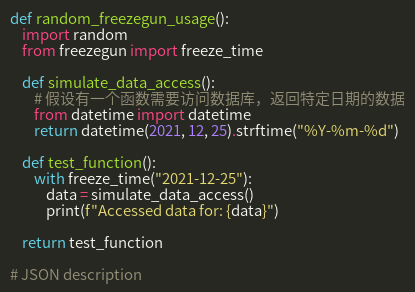 def random_freezegun_usage():
    import random
    from freezegun import freeze_time

    def simulate_data_access():
        # 假设有一个函数需要访问数据库，返回特定日期的数据
        from datetime import datetime
        return datetime(2021, 12, 25).strftime("%Y-%m-%d")

    def test_function():
        with freeze_time("2021-12-25"):
            data = simulate_data_access()
            print(f"Accessed data for: {data}")

    return test_function

# JSON description